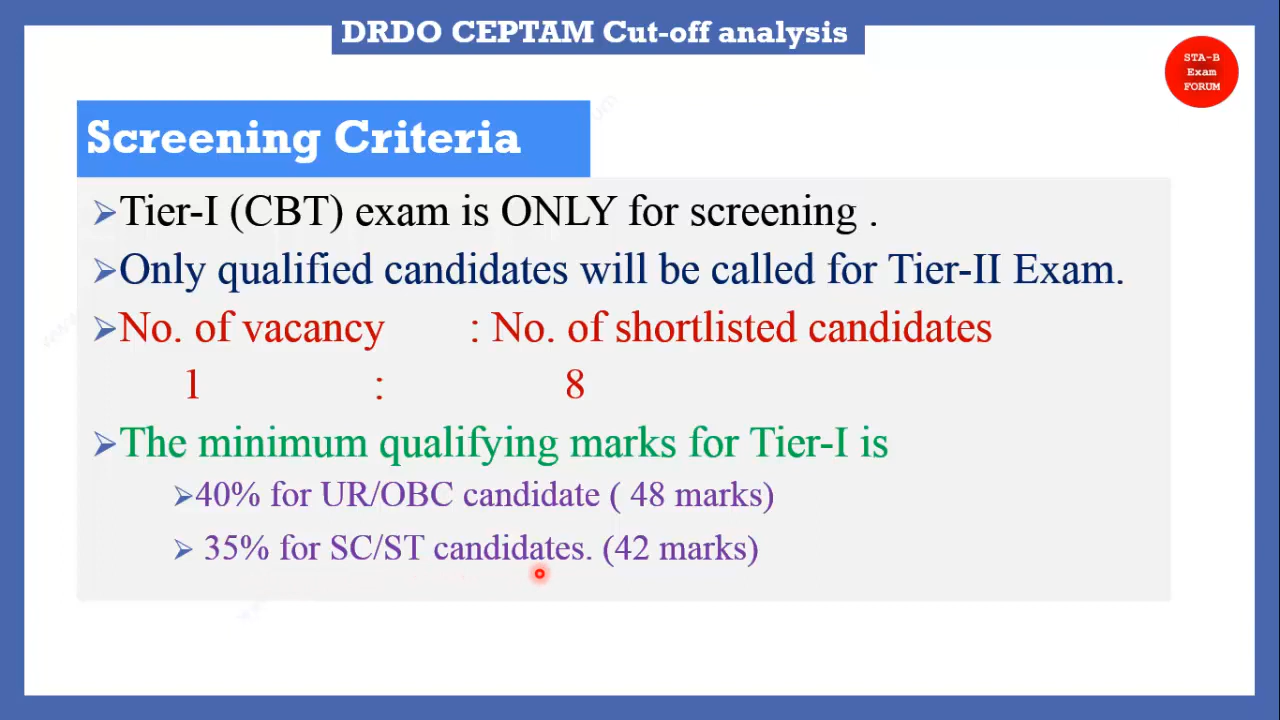 DRDO CEPTAM Cut-off analysis
STA-B
Exam
FORUM
Screening Criteria
➢Tier-I (CBT) exam is ONLY for screening .
➢Only qualified candidates will be called for Tier-II Exam.
➢No. of vacancy : No. of shortlisted candidates
1 : 8
➢The minimum qualifying marks for Tier-I is
➢40% for UR/OBC candidate ( 48 marks)
➢ 35% for SC/ST candidates. (42 marks)